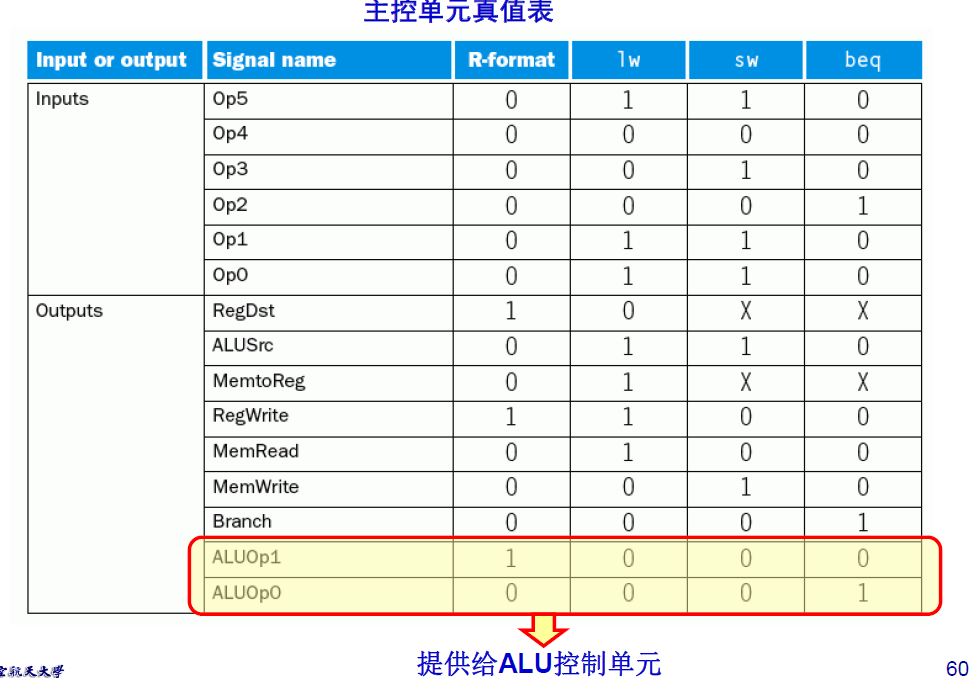 主控单元真值表
Input or output Signal name R-format lw sw beq
Inputs Op5 0 1 1 0
Op4 0 0 0 0
Op3 0 0 1 0
Op2 0 0 0 1
Op1 0 1 1 0
Op0 0 1 1 0
Outputs RegDst 1 0 X X
ALUSrc 0 1 1 0
MemtoReg 0 1 X X
RegWrite 1 1 0 0
MemRead 0 1 0 0
MemWrite 0 0 1 0
Branch 0 0 0 1
ALUOp1 1 0 0 0
ALUOp0 0 0 0 1
提供给ALU控制单元
航天大学 60